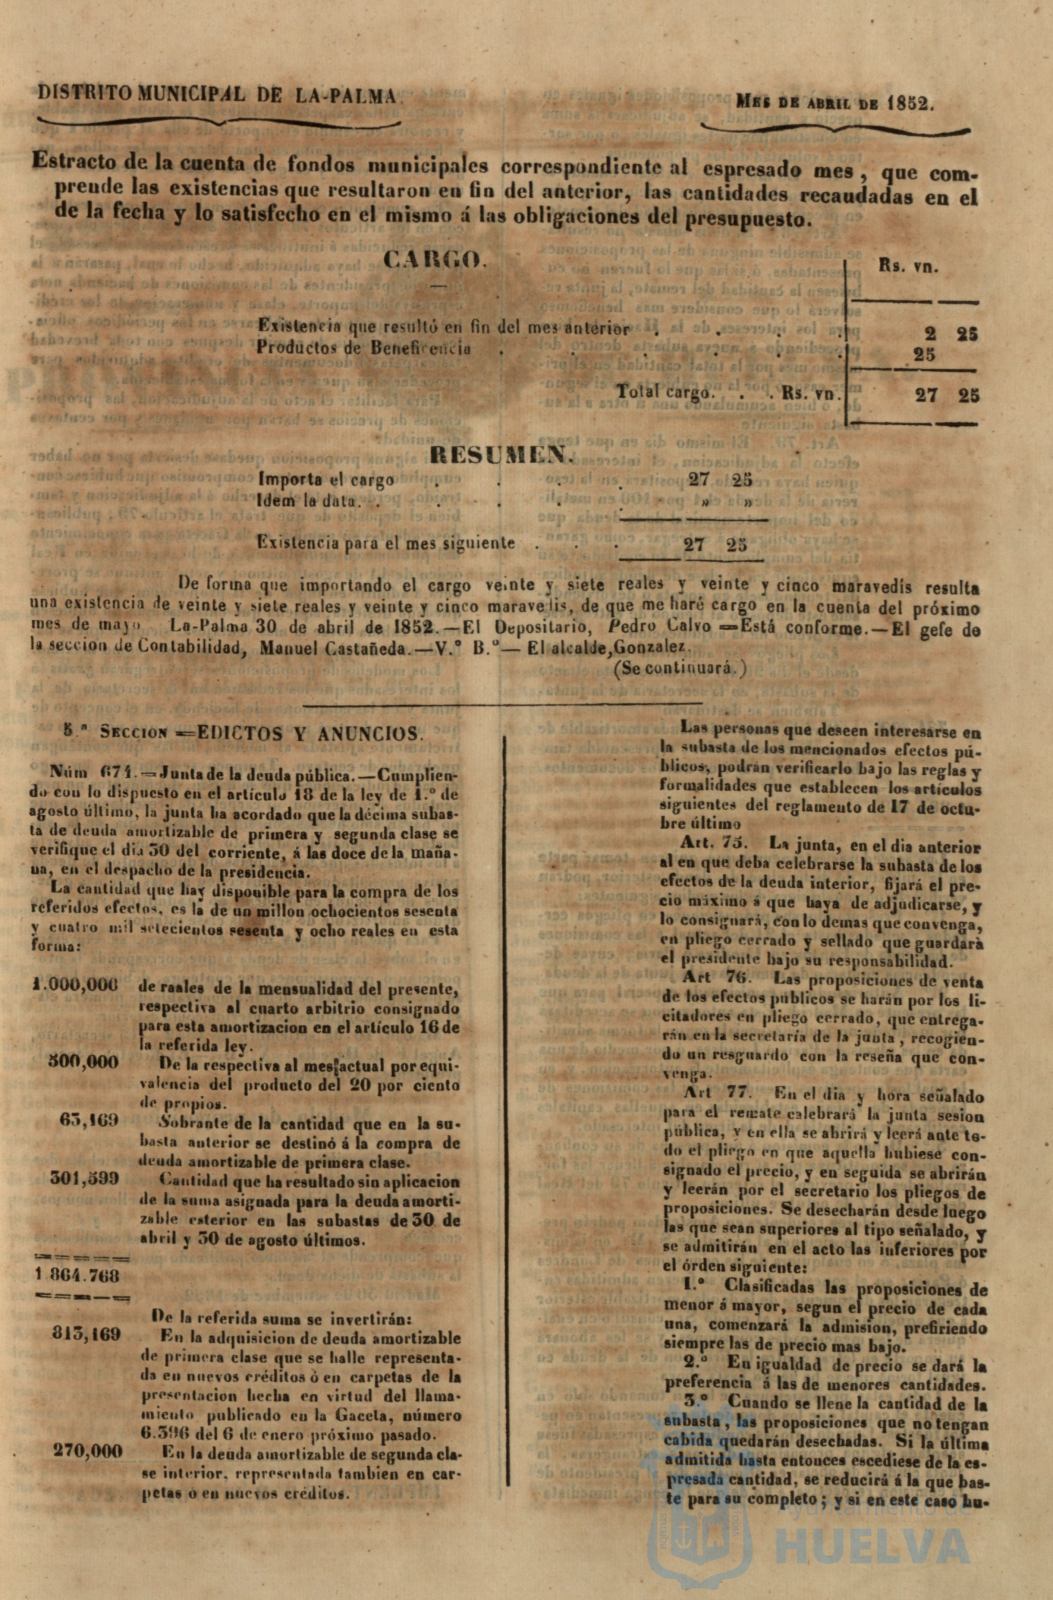 DISTRITO MUNICIPAL DE LA-PALMA.
MES DE ABRIL DE 1852.
Estracto de la cuenta de fondos municipales correspondiente al espresado mes, que com-
prende las existencias que resultaron en fin del anterior, las cantidades recaudadas en el
de la fecha y lo satisfecho en el mismo á las obligaciones del presupuesto.
CARGO.
Rs. vn.
Existencia que resultó en fin del mes anterior . . . . 2 25
Productos de Beneficencia . . . . . . 25
Total cargo. . . Rs. vn. 27 25
RESUMEN.
Importa el cargo . . . . 27 25
Idem la data. . . . . . » »
Existencia para el mes siguiente . . . 27 25
De forma que importando el cargo veinte y siete reales y veinte y cinco maravedis resulta
una existencia de veinte y siete reales y veinte y cinco maravelis, de que me haré cargo en la cuenta del próximo
mes de mayo La-Palma 30 de abril de 1852.—El Depositario, Pedro Calvo =Está conforme.—El gefe de
la seccion de Contabilidad, Manuel Castañeda.—V.º B.º— El alcalde, Gonzalez.
(Se continuará.)
5.ª SECCION =EDICTOS Y ANUNCIOS.
Núm 674.=Junta de la deuda pública.—Cumplien-
do con lo dispuesto en el artículo 18 de la ley de 1.º de
agosto último, la junta ha acordado que la décima subas-
ta de deuda amortizable de primera y segunda clase se
verifique el dia 30 del corriente, á las doce de la maña-
na, en el despacho de la presidencia.
La cantidad que hay disponible para la compra de los
referidos efectos, es la de un millon ochocientos sesenta
y cuatro mil setecientos sesenta y ocho reales en esta
forma:
1.000,000 de reales de la mensualidad del presente,
respectiva al cuarto arbitrio consignado
para esta amortizacion en el artículo 16 de
la referida ley.
500,000 De la respectiva al mes actual por equi-
valencia del producto del 20 por ciento
de propios.
63,169 Sobrante de la cantidad que en la su-
basta anterior se destinó á la compra de
deuda amortizable de primera clase.
301,599 Cantidad que ha resultado sin aplicacion
de la suma asignada para la deuda amorti-
zable esterior en las subastas de 30 de
abril y 30 de agosto últimos.
1 864.768
De la referida suma se invertirán:
813,169 En la adquisicion de deuda amortizable
de primera clase que se halle representa-
da en nuevos créditos ó en carpetas de la
presentacion hecha en virtud del llama-
miento publicado en la Gaceta, número
6.396 del 6 de enero próximo pasado.
270,000 En la deuda amortizable de segunda cla-
se interior, representada tambien en car-
petas ó en nuevos créditos.
Las personas que deseen interesarse en
la subasta de los mencionados efectos pú-
blicos, podrán verificarlo bajo las reglas y
formalidades que establecen los artículos
siguientes del reglamento de 17 de octu-
bre último
Art. 75. La junta, en el dia anterior
al en que deba celebrarse la subasta de los
efectos de la deuda interior, fijará el pre-
cio máximo á que haya de adjudicarse, y
lo consignará, con lo demas que convenga,
en pliego cerrado y sellado que guardará
el presidente bajo su responsabilidad.
Art 76. Las proposiciones de venta
de los efectos públicos se harán por los li-
citadores en pliego cerrado, que entrega-
rán en la secretaría de la junta, recogien-
do un resguardo con la reseña que con-
venga.
Art 77. En el dia y hora señalado
para el remate celebrará la junta sesion
pública, y en ella se abrirá y leerá ante to-
do el pliego en que aquella hubiese con-
signado el precio, y en seguida se abrirán
y leerán por el secretario los pliegos de
proposiciones. Se desecharán desde luego
las que sean superiores al tipo señalado, y
se admitirán en el acto las inferiores por
el órden siguiente:
1.º Clasificadas las proposiciones de
menor á mayor, segun el precio de cada
una, comenzará la admision, prefiriendo
siempre las de precio mas bajo.
2.º En igualdad de precio se dará la
preferencia á las de menores cantidades.
3.º Cuando se llene la cantidad de la
subasta, las proposiciones que no tengan
cabida quedarán desechadas. Si la última
admitida hasta entonces escediese de la es-
presada cantidad, se reducirá á la que bas-
te para su completo; y si en este caso hu-
Ayuntamiento de
HUELVA